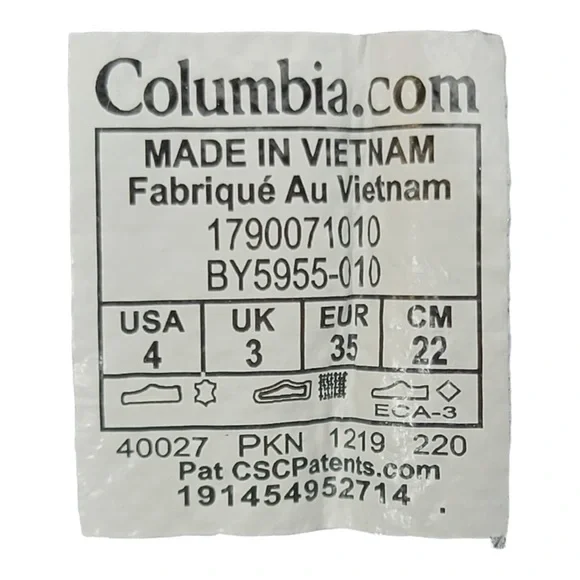 Columbia.com
MADE IN VIETNAM
Fabriqué Au Vietnam
1790071010
BY5955-010
USA UK EUR CM
4 3 35 22
ECA-3
40027 PKN 1219 220
Pat CSCPatents.com
191454952714